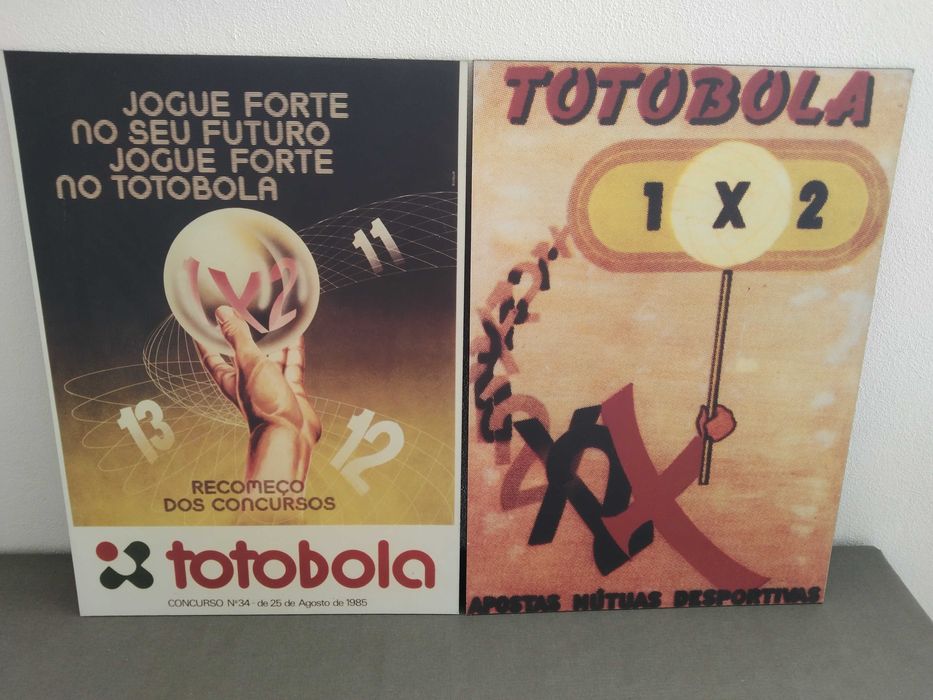 JOGUE FORTE
NO SEU FUTURO
JOGUE FORTE
NO TOTOBOLA
1X2
11
12
13
RECOMEÇO
DOS CONCURSOS
totobola
CONCURSO Nº34 - de 25 de Agosto de 1985
TOTOBOLA
1 X 2
APOSTAS MÚTUAS DESPORTIVAS